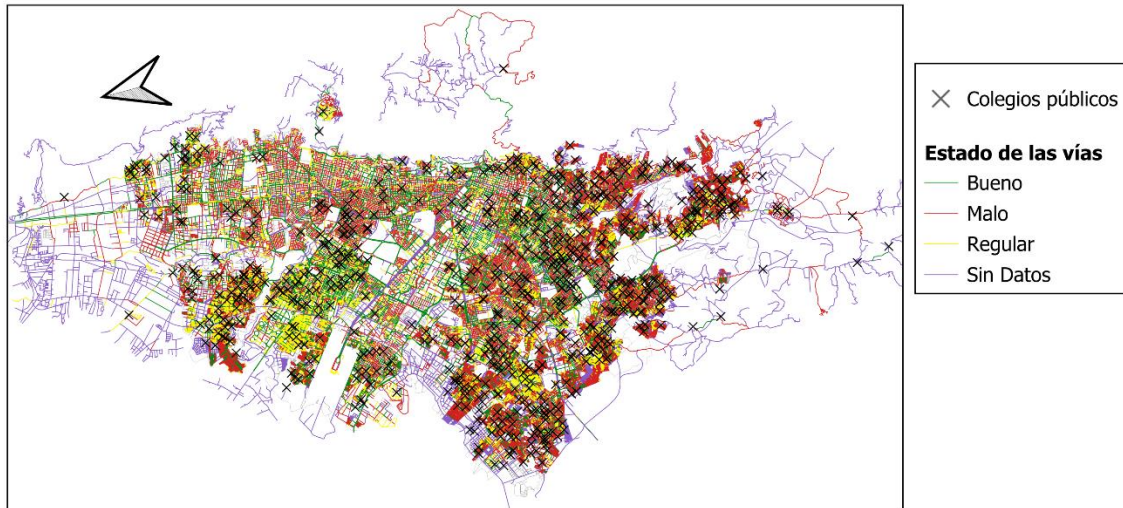 Colegios públicos
Estado de las vías
Bueno
Malo
Regular
Sin Datos